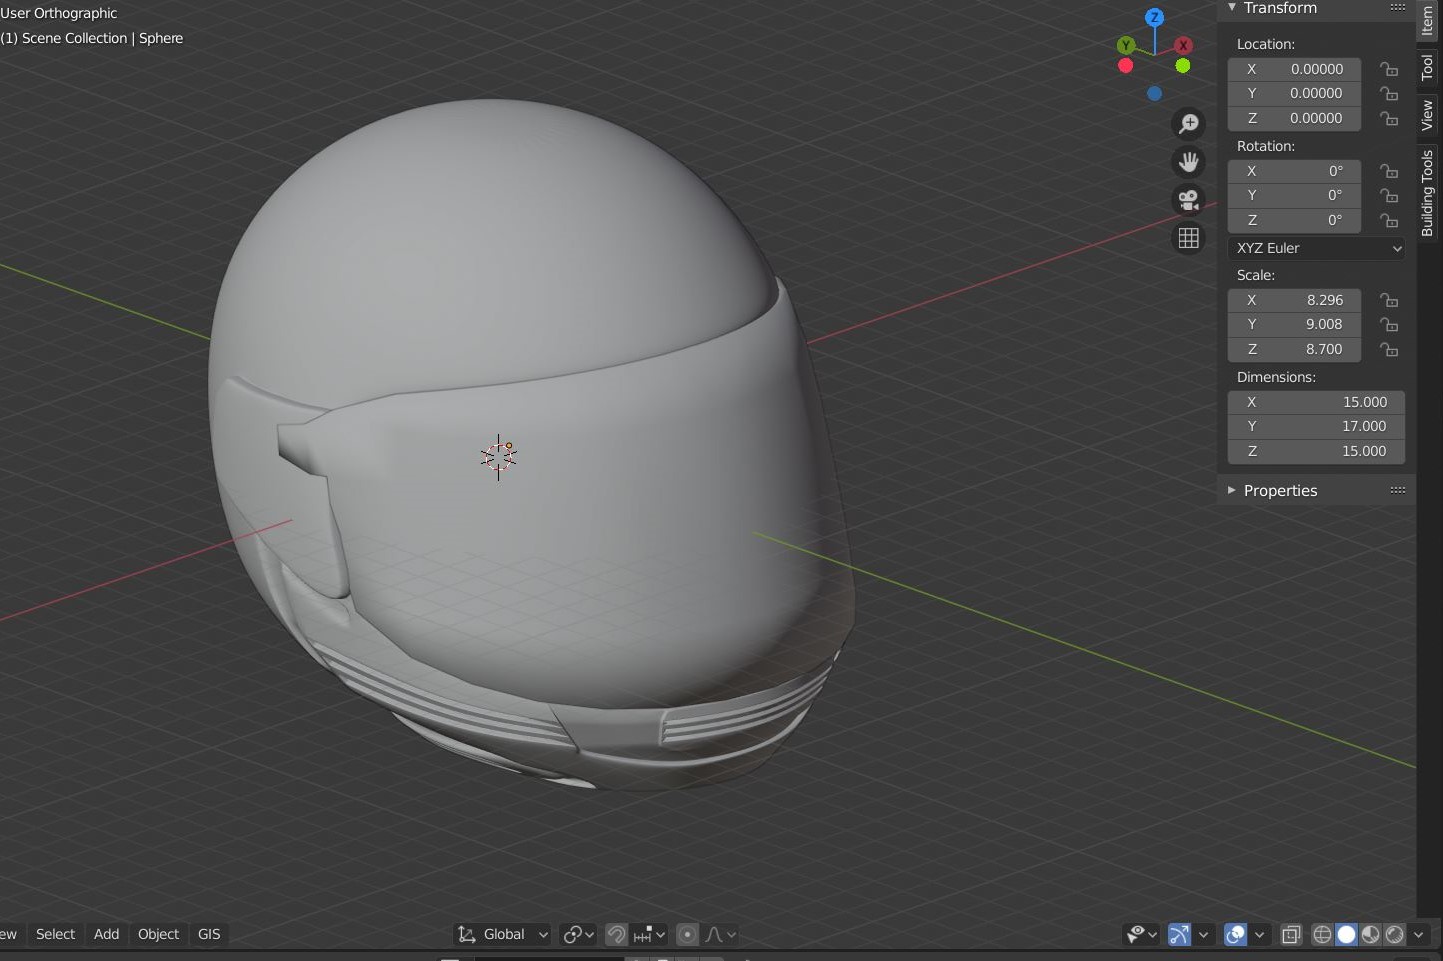 User Orthographic
(1) Scene Collection | Sphere
Z
Y
X
Transform
Location:
X 0.00000
Y 0.00000
Z 0.00000
Rotation:
X 0°
Y 0°
Z 0°
XYZ Euler
Scale:
X 8.296
Y 9.008
Z 8.700
Dimensions:
X 15.000
Y 17.000
Z 15.000
Properties
Item
Tool
View
Building Tools
ew Select Add Object GIS
Global